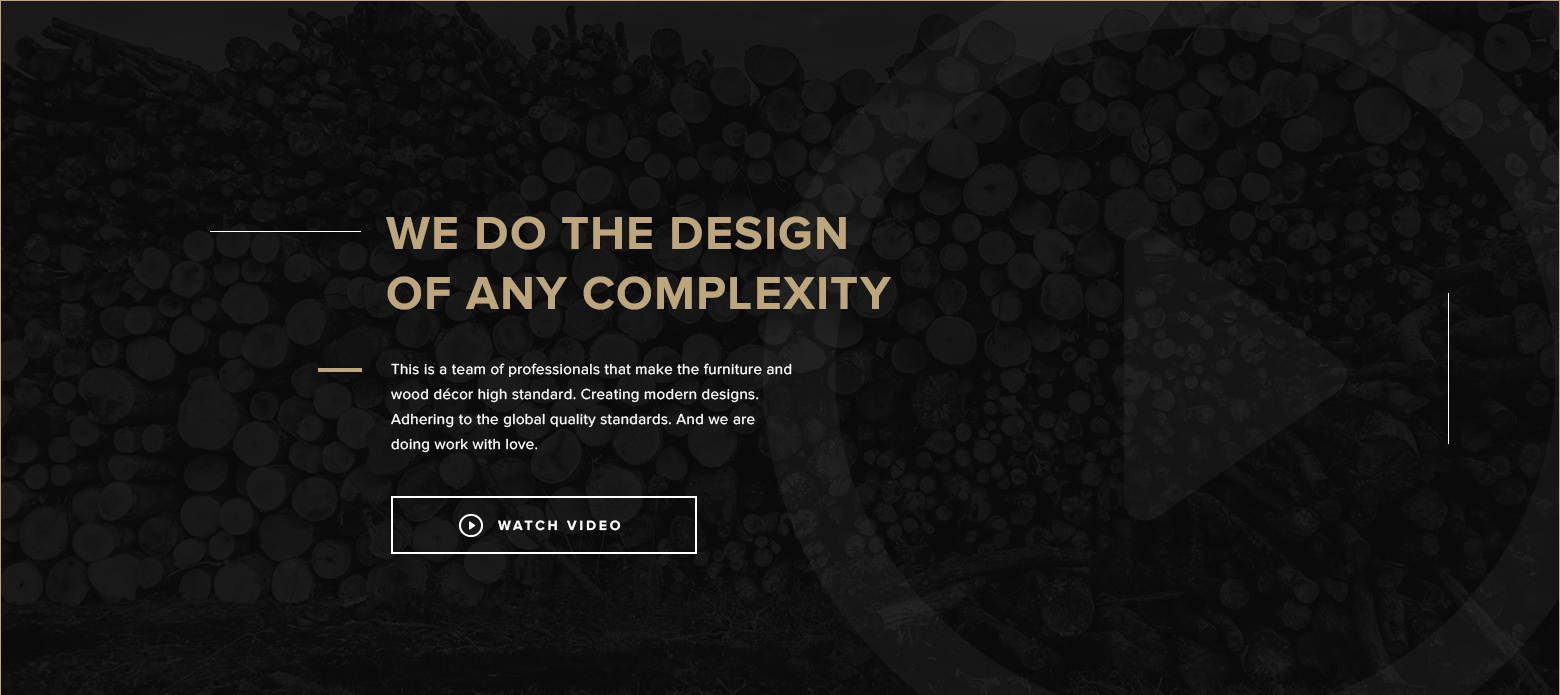 WE DO THE DESIGN
OF ANY COMPLEXITY
This is a team of professionals that make the furniture and
wood décor high standard. Creating modern designs.
Adhering to the global quality standards. And we are
doing work with love.
WATCH VIDEO